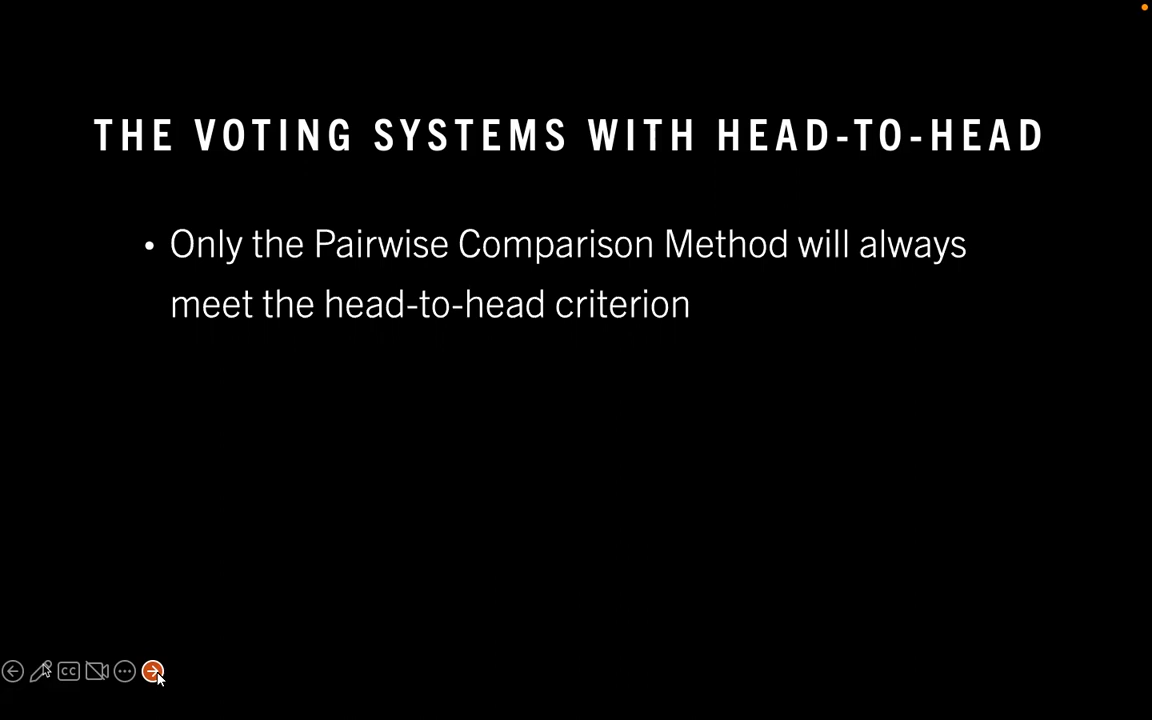 THE VOTING SYSTEMS WITH HEAD-TO-HEAD
• Only the Pairwise Comparison Method will always
meet the head-to-head criterion
CC